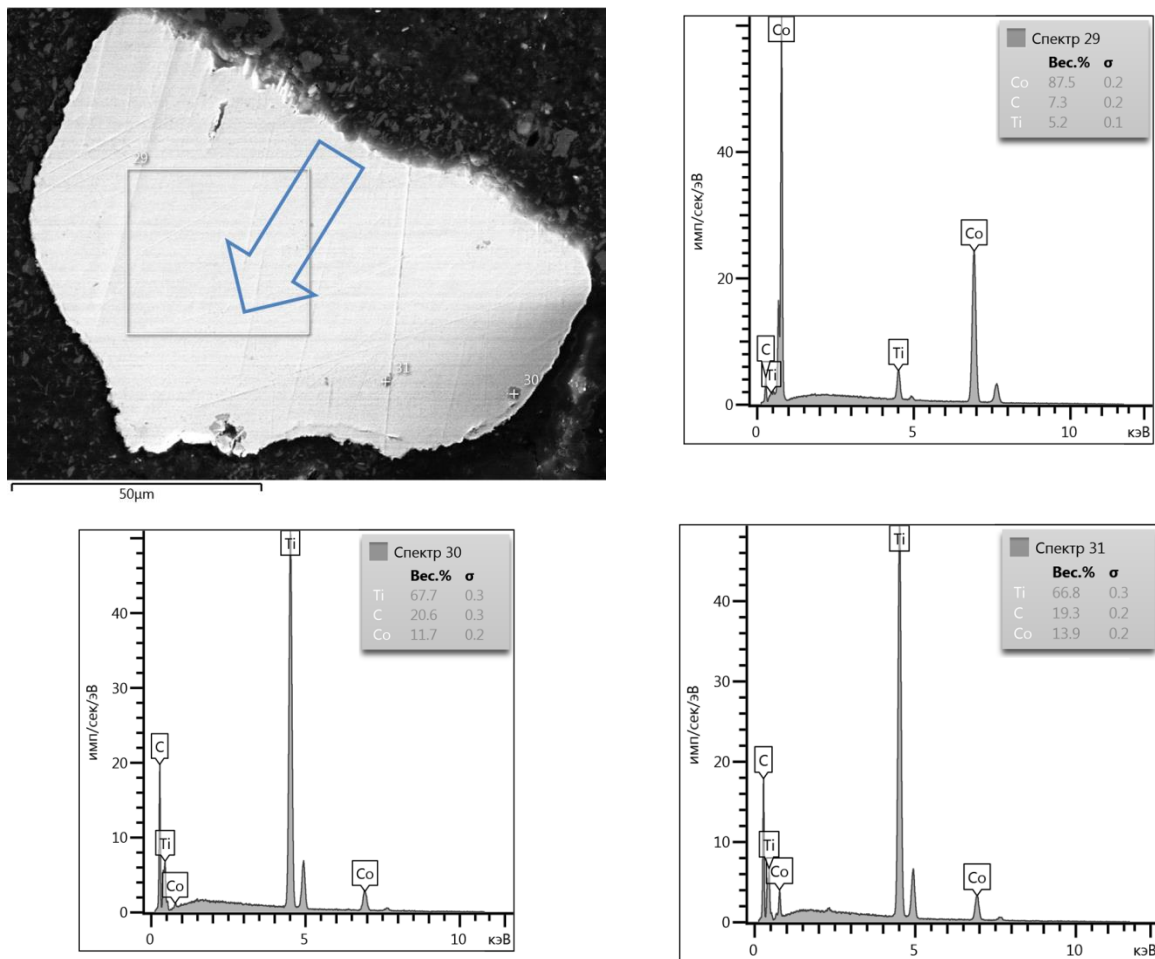 29
31
30
50µm
Co
Co
C
Ti
Ti
Спектр 29
Вес.% σ
Co 87.5 0.2
C 7.3 0.2
Ti 5.2 0.1
имп/сек/эВ
40
20
0
0 5 10 кэВ
Ti
C
Ti
Co
Co
Спектр 30
Вес.% σ
Ti 67.7 0.3
C 20.6 0.3
Co 11.7 0.2
имп/сек/эВ
40
30
20
10
0
0 5 10 кэВ
Ti
C
Ti
Co
Co
Спектр 31
Вес.% σ
Ti 66.8 0.3
C 19.3 0.2
Co 13.9 0.2
имп/сек/эВ
40
30
20
10
0
0 5 10 кэВ